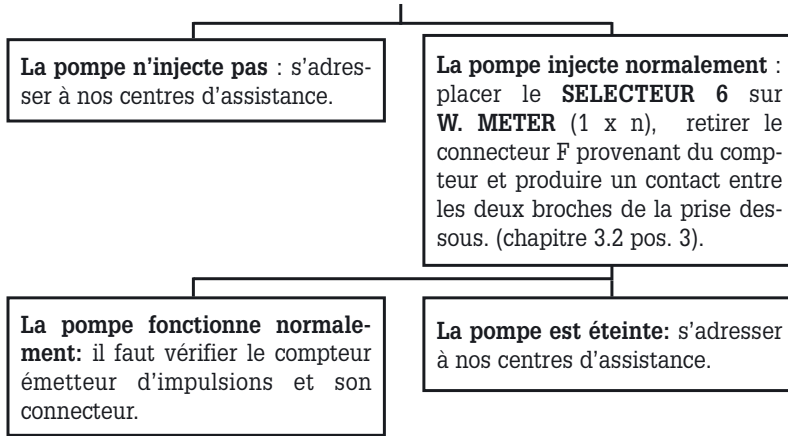 La pompe n'injecte pas : s'adres-
ser à nos centres d'assistance.
La pompe injecte normalement :
placer le SELECTEUR 6 sur
W. METER (1 x n), retirer le
connecteur F provenant du comp-
teur et produire un contact entre
les deux broches de la prise des-
sous. (chapitre 3.2 pos. 3).
La pompe fonctionne normale-
ment: il faut vérifier le compteur
émetteur d'impulsions et son
connecteur.
La pompe est éteinte: s'adresser
à nos centres d'assistance.